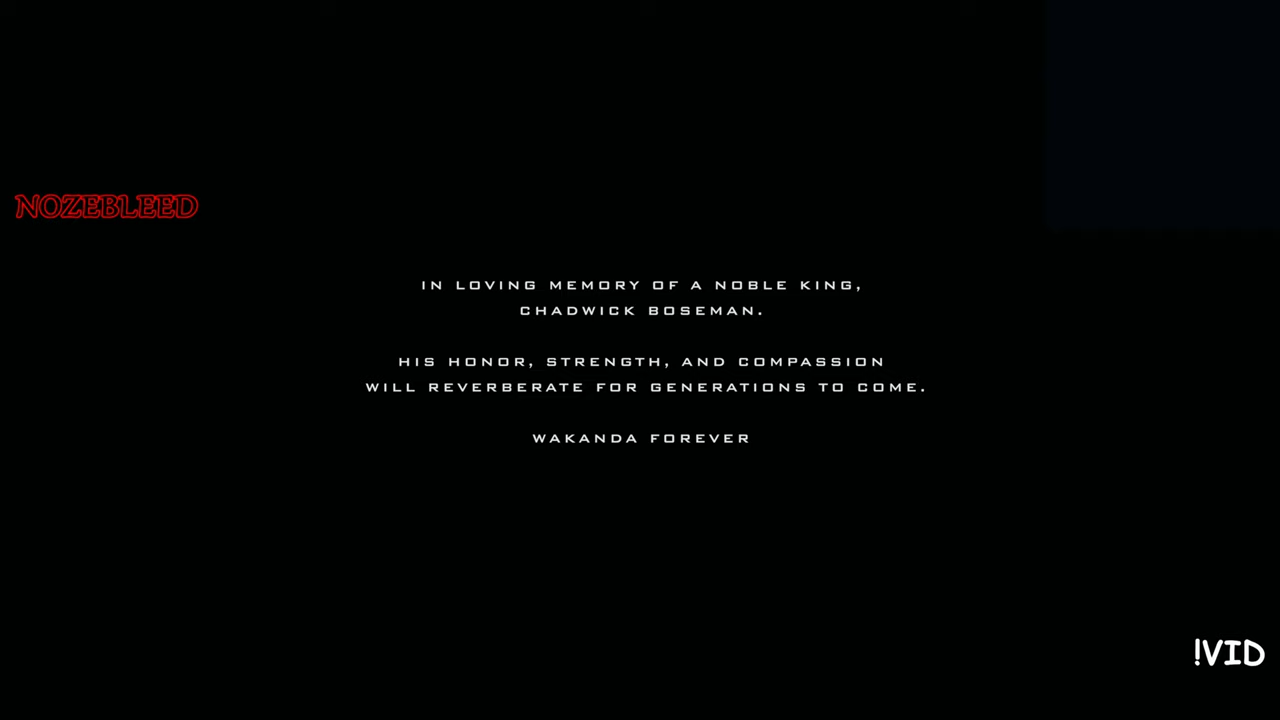 NOZEBLEED
IN LOVING MEMORY OF A NOBLE KING,
CHADWICK BOSEMAN.
HIS HONOR, STRENGTH, AND COMPASSION
WILL REVERBERATE FOR GENERATIONS TO COME.
WAKANDA FOREVER
!VID